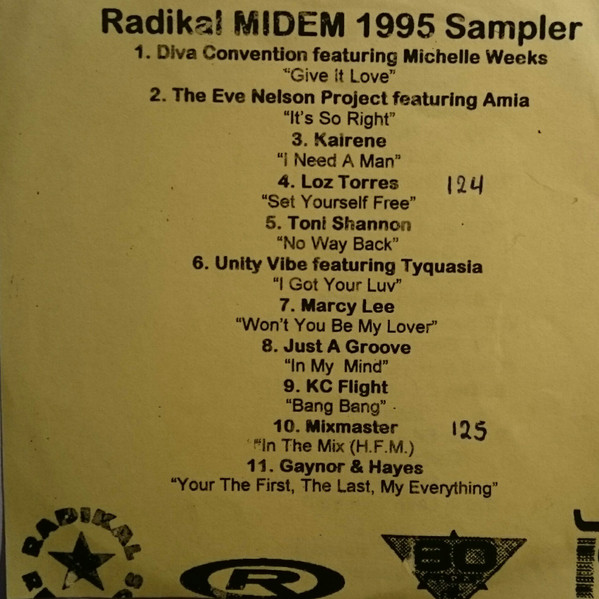 Radikal MIDEM 1995 Sampler
1. Diva Convention featuring Michelle Weeks
"Give it Love"
2. The Eve Nelson Project featuring Amia
"It's So Right"
3. Kairene
"I Need A Man"
4. Loz Torres 124
"Set Yourself Free"
5. Toni Shannon
"No Way Back"
6. Unity Vibe featuring Tyquasia
"I Got Your Luv"
7. Marcy Lee
"Won't You Be My Lover"
8. Just A Groove
"In My Mind"
9. KC Flight
"Bang Bang"
10. Mixmaster 125
"In The Mix (H.F.M.)
11. Gaynor & Hayes
"Your The First, The Last, My Everything"
RADIKAL
R